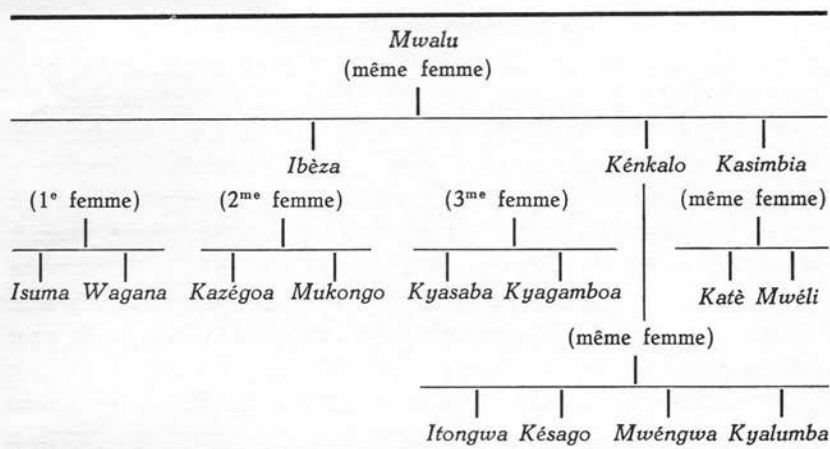 Mwalu
(même femme)
Ibèza Kénkalo Kasimbia
(1e femme) (2me femme) (3me femme) (même femme)
Isuma Wagana Kazégoa Mukongo Kyasaba Kyagamboa Katè Mwéli
(même femme)
Itongwa Késago Mwéngwa Kyalumba